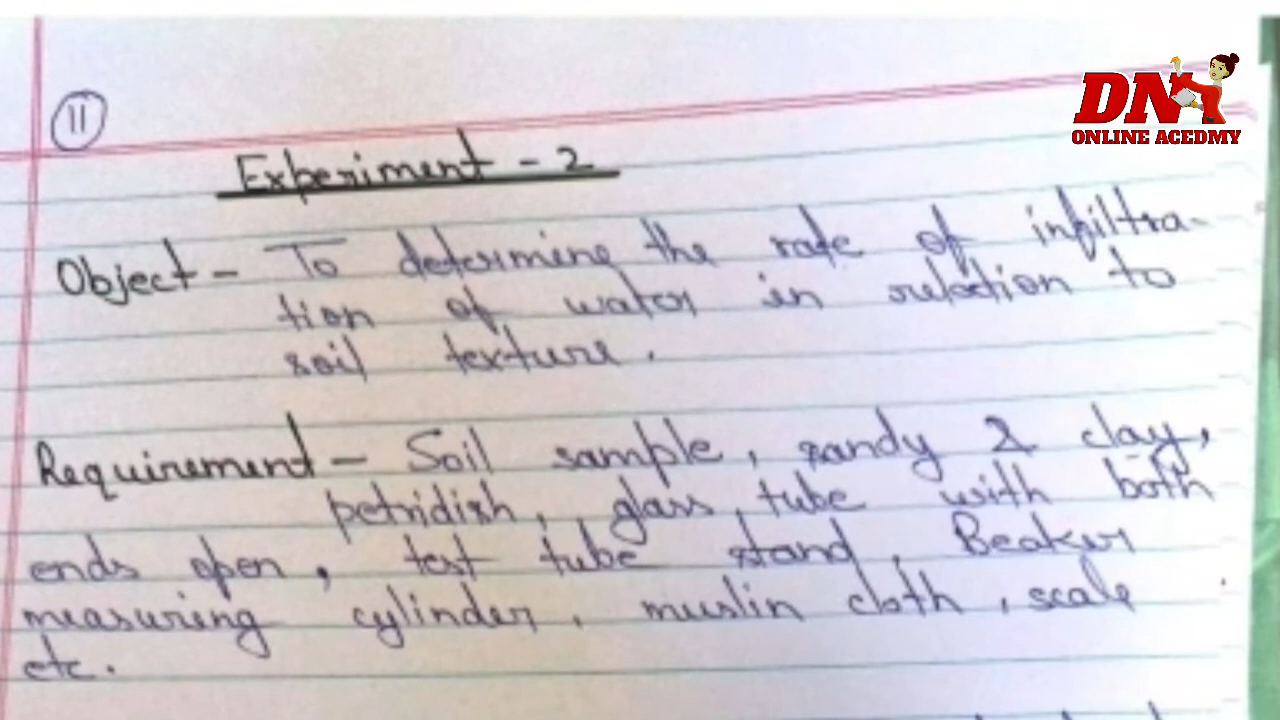 11
DN
ONLINE ACEDMY
Experiment - 2
Object - To determine the rate of infiltra-
tion of water in relation to
soil texture.
Requirement - Soil sample, sandy & clay,
petridish, glass, tube with both
ends open, test tube stand, Beaker
measuring cylinder, muslin cloth, scale
etc.